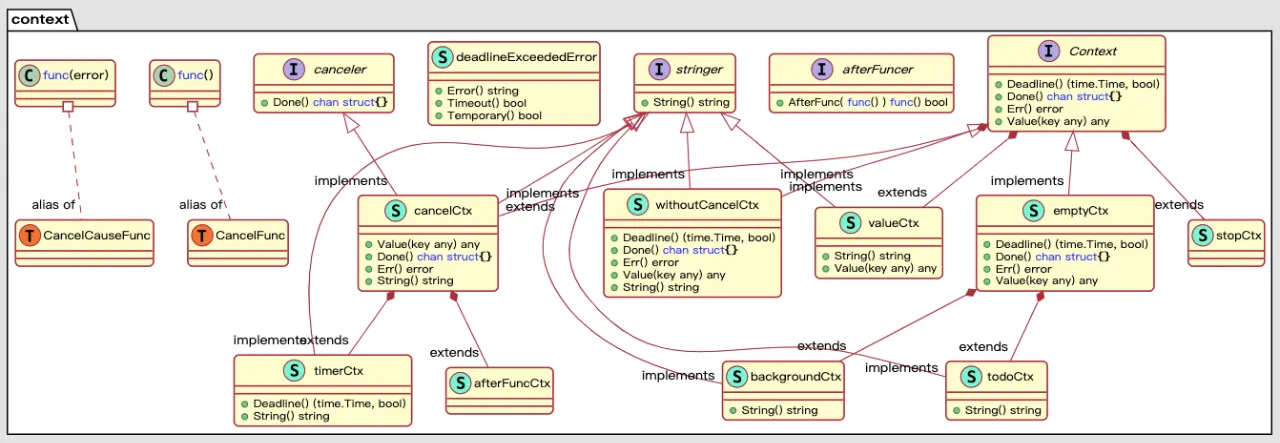 context
C func(error)
C func()
I canceler
Done() chan struct{}
S deadlineExceededError
Error() string
Timeout() bool
Temporary() bool
I stringer
String() string
I afterFuncer
AfterFunc( func() ) func() bool
I Context
Deadline() (time.Time, bool)
Done() chan struct{}
Err() error
Value(key any) any
implements
implements
extends
implements
implements
implements
extends
implements
extends
alias of
alias of
T CancelCauseFunc
T CancelFunc
S cancelCtx
Value(key any) any
Done() chan struct{}
Err() error
String() string
S withoutCancelCtx
Deadline() (time.Time, bool)
Done() chan struct{}
Err() error
Value(key any) any
String() string
S valueCtx
String() string
Value(key any) any
S emptyCtx
Deadline() (time.Time, bool)
Done() chan struct{}
Err() error
Value(key any) any
S stopCtx
implements
extends
extends
implements
extends
implements
extends
S timerCtx
Deadline() (time.Time, bool)
String() string
S afterFuncCtx
S backgroundCtx
String() string
S todoCtx
String() string